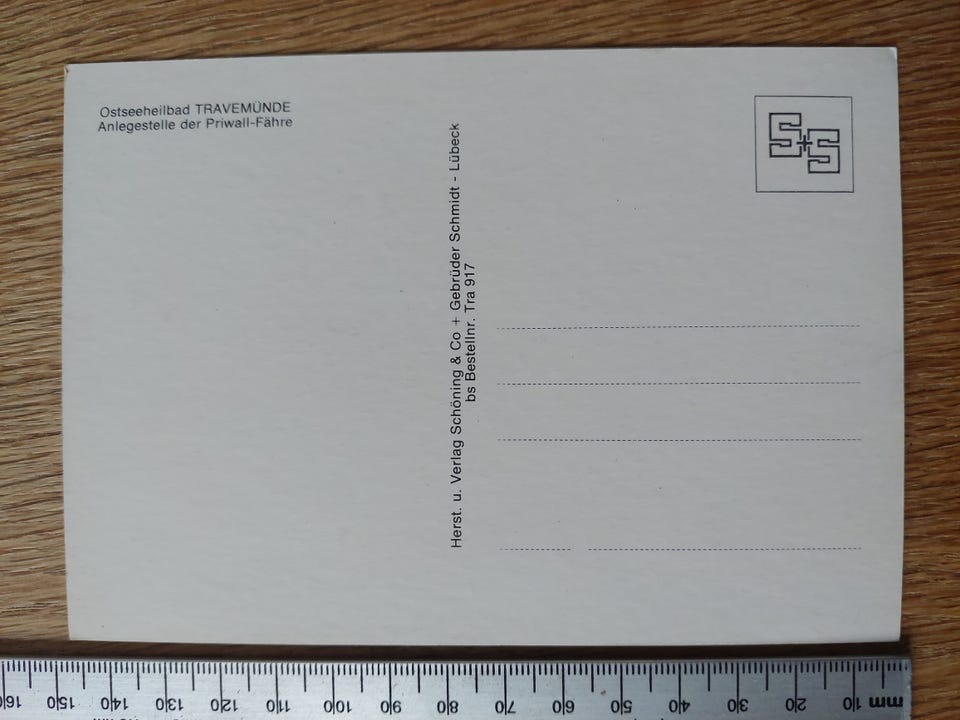 Ostseeheilbad TRAVEMÜNDE
Anlegestelle der Priwall-Fähre
Herst. u. Verlag Schöning & Co + Gebrüder Schmidt - Lübeck
bs Bestellnr. Tra 917
S+S
160 150 140 130 120 110 100 90 80 70 60 50 40 30 20 10 mm